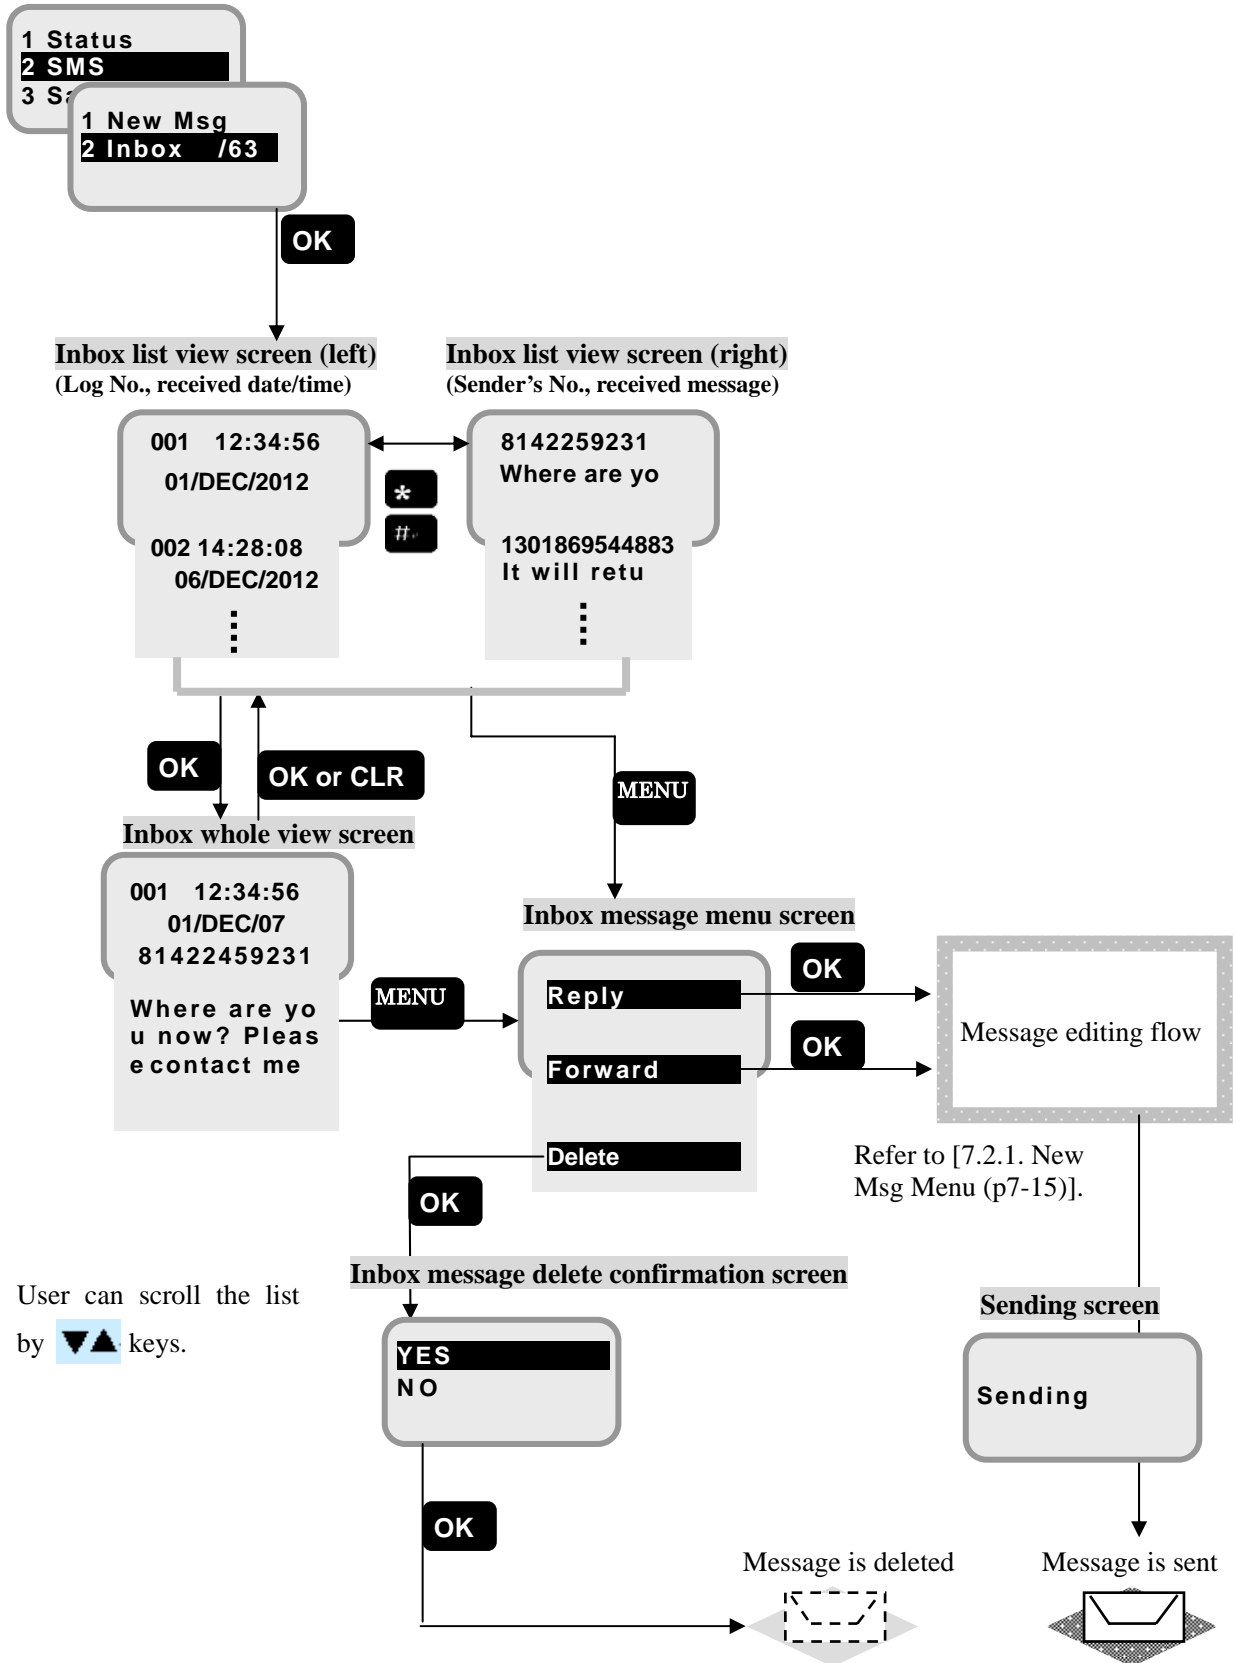 1 Status
2 SMS
3 Sa
1 New Msg
2 Inbox /63
OK
Inbox list view screen (left)
(Log No., received date/time)
Inbox list view screen (right)
(Sender's No., received message)
001 12:34:56
01/DEC/2012
002 14:28:08
06/DEC/2012
*
#
8142259231
Where are yo
1301869544883
It will retu
OK
OK or CLR
MENU
Inbox whole view screen
001 12:34:56
01/DEC/07
81422459231
Where are yo
u now? Pleas
e contact me
MENU
Inbox message menu screen
Reply
Forward
Delete
OK
OK
Message editing flow
Refer to [7.2.1. New
Msg Menu (p7-15)].
OK
Inbox message delete confirmation screen
User can scroll the list
by ▼▲ keys.
YES
NO
Sending screen
Sending
OK
Message is deleted
Message is sent